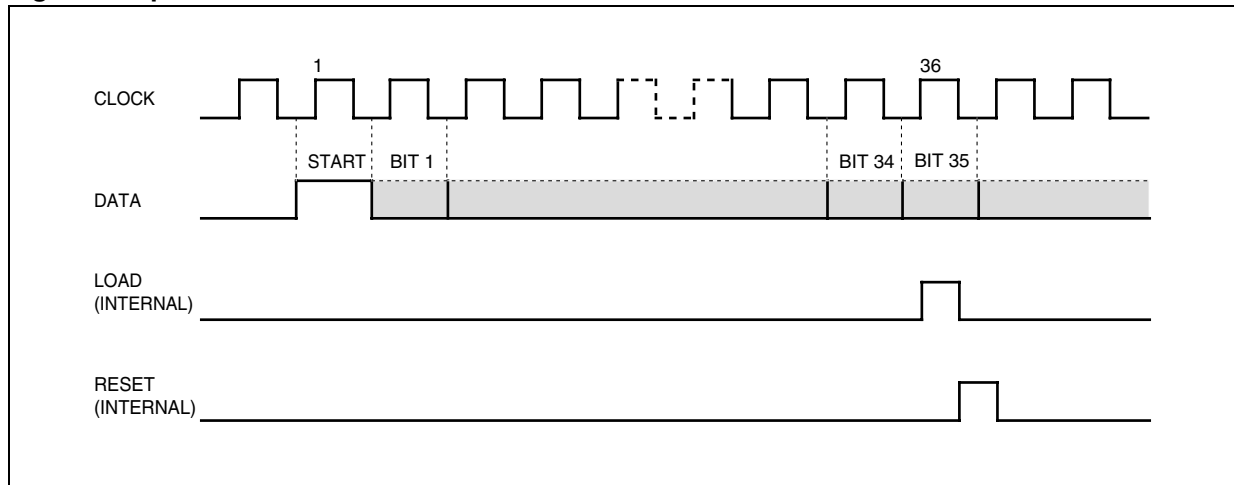 1 36
CLOCK
START BIT 1 BIT 34 BIT 35
DATA
LOAD
(INTERNAL)
RESET
(INTERNAL)